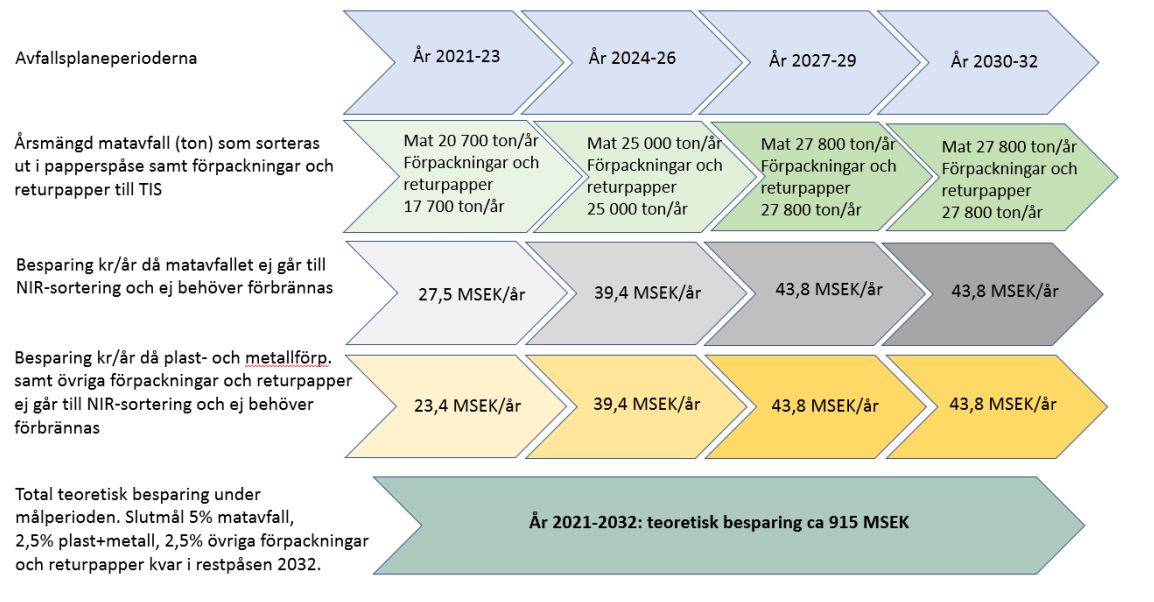 Avfallsplaneperioderna
År 2021-23
År 2024-26
År 2027-29
År 2030-32
Årsmängd matavfall (ton) som sorteras
ut i papperspåse samt förpackningar och
returpapper till TIS
Mat 20 700 ton/år
Förpackningar och
returpapper
17 700 ton/år
Mat 25 000 ton/år
Förpackningar och
returpapper
25 000 ton/år
Mat 27 800 ton/år
Förpackningar och
returpapper
27 800 ton/år
Mat 27 800 ton/år
Förpackningar och
returpapper
27 800 ton/år
Besparing kr/år då matavfallet ej går till
NIR-sortering och ej behöver förbrännas
27,5 MSEK/år
39,4 MSEK/år
43,8 MSEK/år
43,8 MSEK/år
Besparing kr/år då plast- och metallförp.
samt övriga förpackningar och returpapper
ej går till NIR-sortering och ej behöver
förbrännas
23,4 MSEK/år
39,4 MSEK/år
43,8 MSEK/år
43,8 MSEK/år
Total teoretisk besparing under
målperioden. Slutmål 5% matavfall,
2,5% plast+metall, 2,5% övriga förpackningar
och returpapper kvar i restpåsen 2032.
År 2021-2032: teoretisk besparing ca 915 MSEK